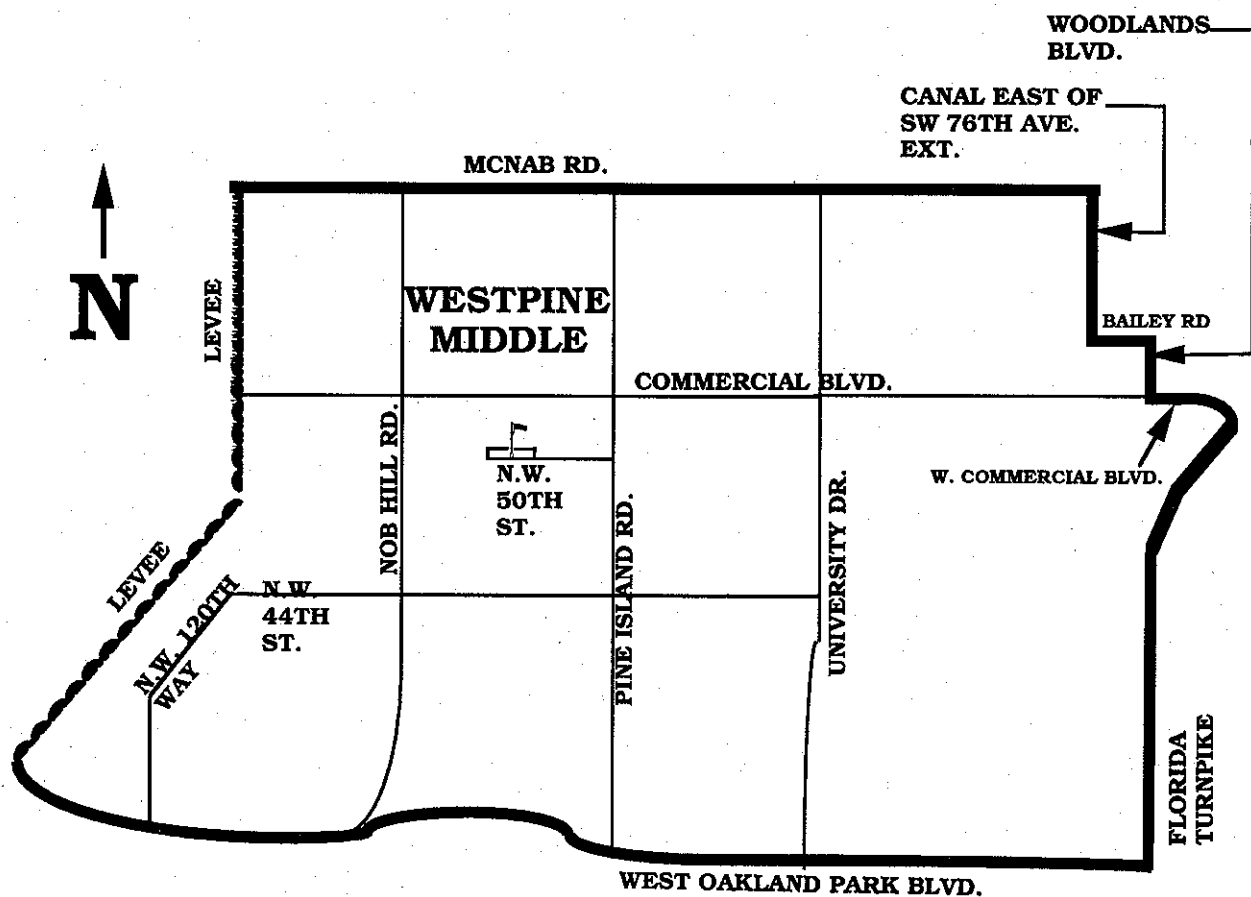 WOODLANDS
BLVD.
CANAL EAST OF
SW 76TH AVE.
EXT.
MCNAB RD.
N
LEVEE
WESTPINE
MIDDLE
BAILEY RD
COMMERCIAL BLVD.
NOB HILL RD.
N.W.
50TH
ST.
W. COMMERCIAL BLVD.
PINE ISLAND RD.
UNIVERSITY DR.
LEVEE
N.W. 120TH
WAY
N.W.
44TH
ST.
FLORIDA
TURNPIKE
WEST OAKLAND PARK BLVD.